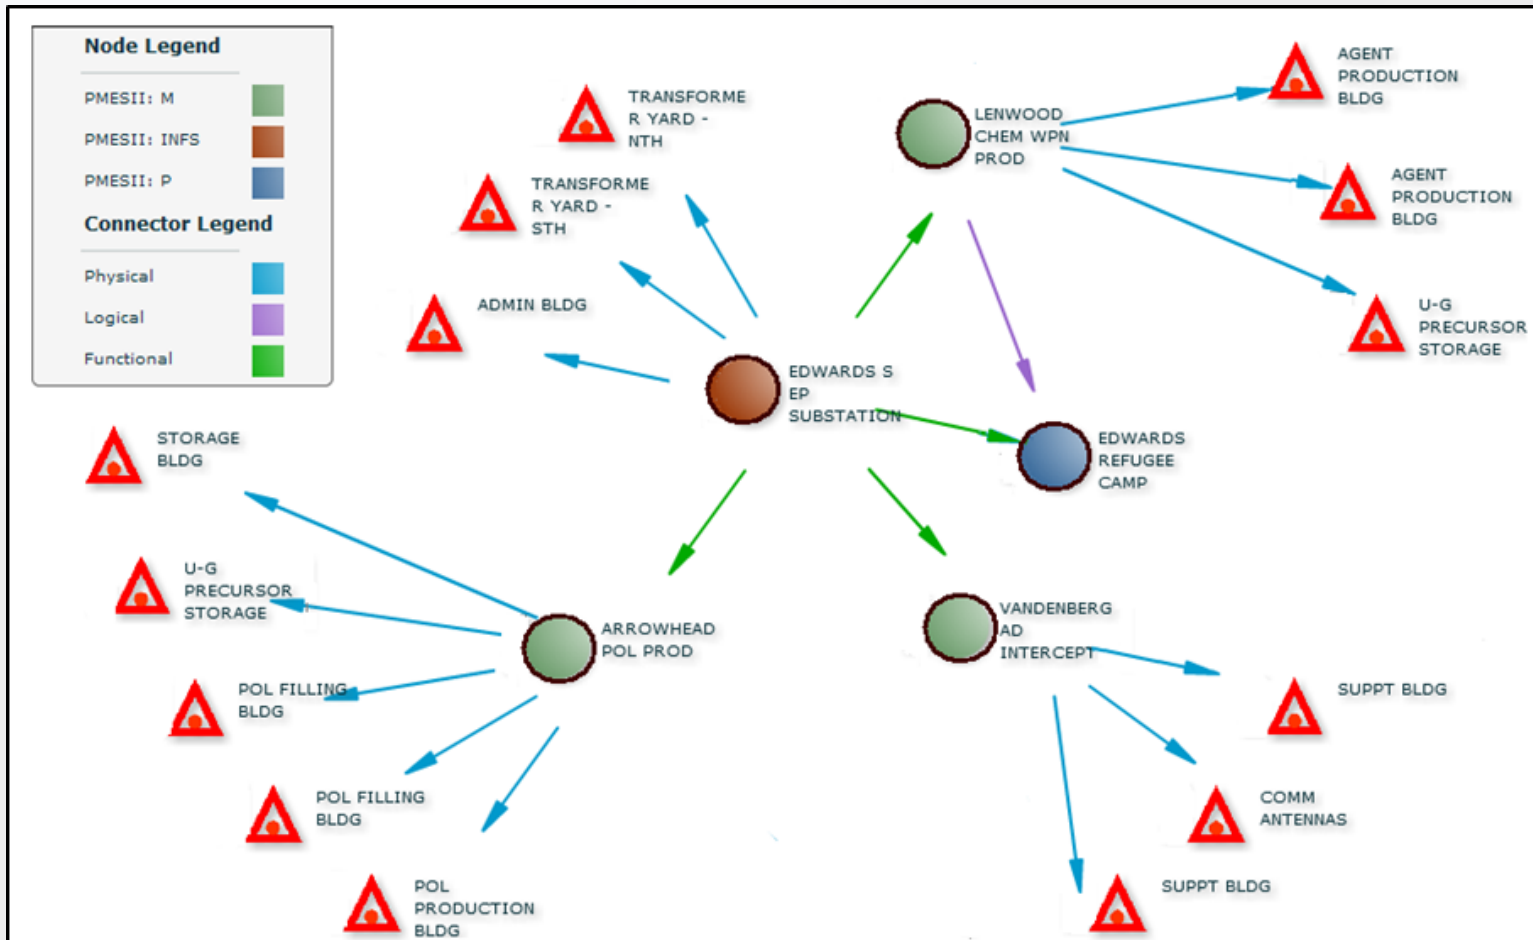 Node Legend
PMESII: M
PMESII: INFS
PMESII: P
Connector Legend
Physical
Logical
Functional
TRANSFORME
R YARD -
NTH
TRANSFORME
R YARD -
STH
ADMIN BLDG
LENWOOD
CHEM WPN
PROD
AGENT
PRODUCTION
BLDG
AGENT
PRODUCTION
BLDG
U-G
PRECURSOR
STORAGE
EDWARDS S
EP
SUBSTATION
EDWARDS
REFUGEE
CAMP
STORAGE
BLDG
U-G
PRECURSOR
STORAGE
POL FILLING
BLDG
POL FILLING
BLDG
POL
PRODUCTION
BLDG
ARROWHEAD
POL PROD
VANDENBERG
AD
INTERCEPT
SUPPT BLDG
COMM
ANTENNAS
SUPPT BLDG